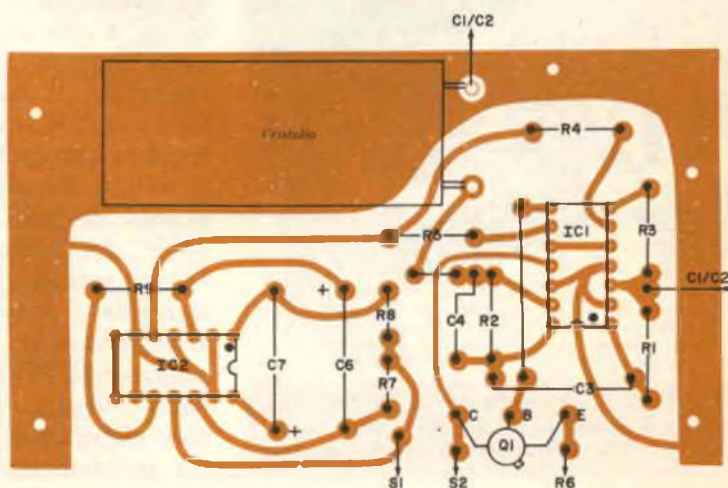 C1/C2
Cristallo
R4
R5
IC1
R3
C1/C2
R9
+
R8
C4
R2
R1
IC2
C7
C6
R7
C3
+
C
B
E
Q1
S1
S2
R6